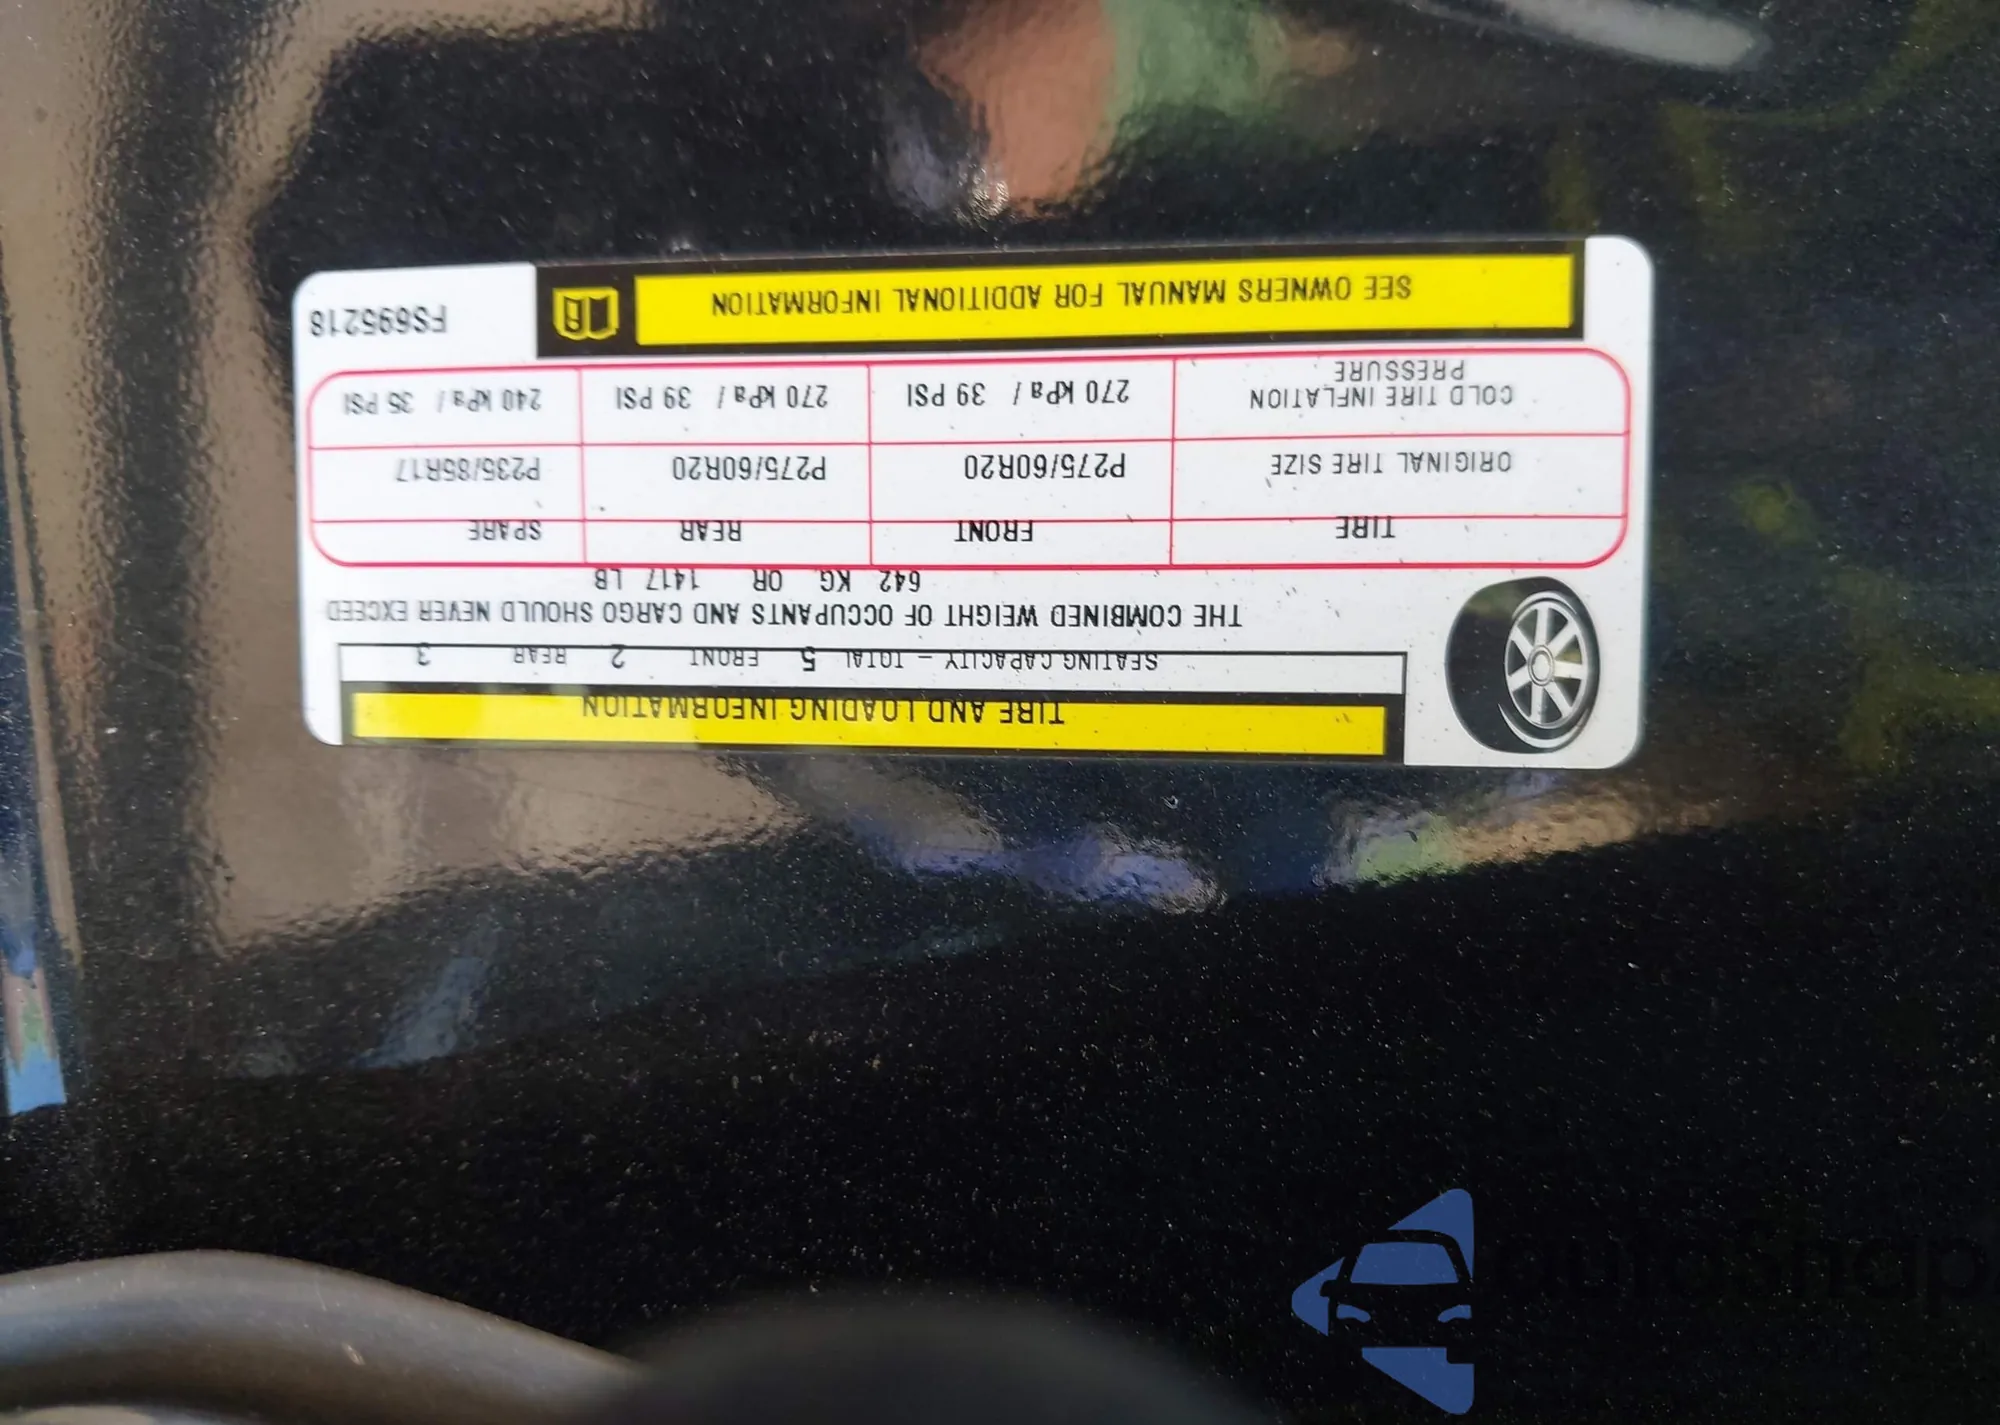 TIRE AND LOADING INFORMATION
SEATING CAPACITY – TOTAL 5 FRONT 2 REAR 3
THE COMBINED WEIGHT OF OCCUPANTS AND CARGO SHOULD NEVER EXCEED
642 KG OR 1417 LB
TIRE FRONT REAR SPARE
ORIGINAL TIRE SIZE P275/60R20 P275/60R20 P235/85R17
COLD TIRE INFLATION PRESSURE 270 kPa / 39 PSI 270 kPa / 39 PSI 240 kPa / 35 PSI
SEE OWNERS MANUAL FOR ADDITIONAL INFORMATION
FS695218